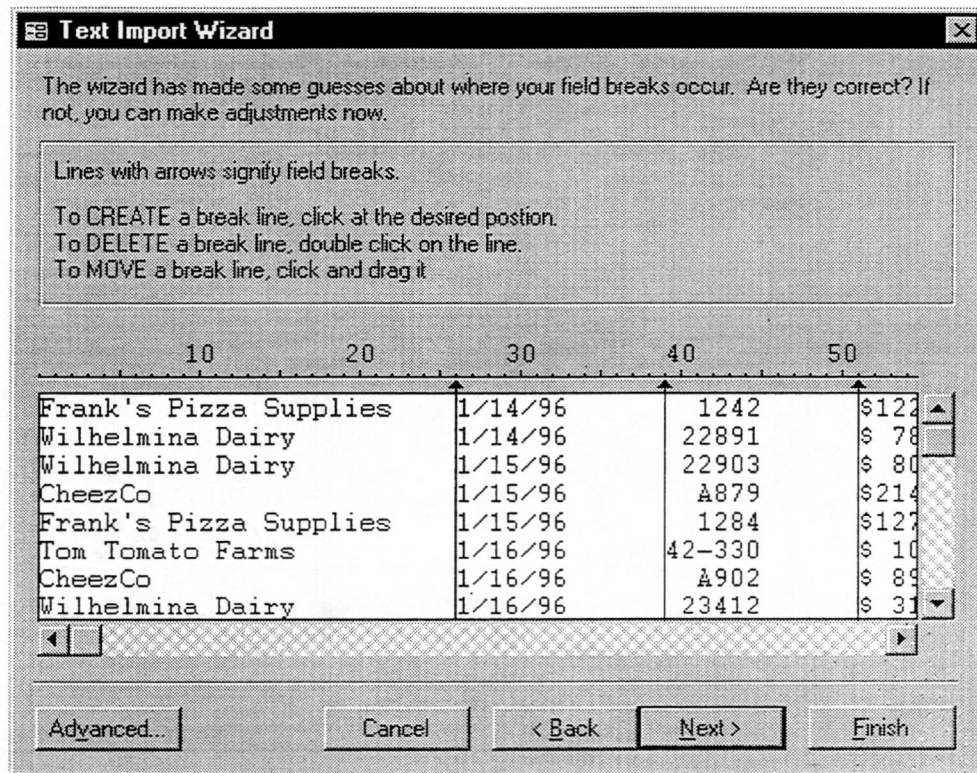 Text Import Wizard
The wizard has made some guesses about where your field breaks occur. Are they correct? If
not, you can make adjustments now.
Lines with arrows signify field breaks.
To CREATE a break line, click at the desired postion.
To DELETE a break line, double click on the line.
To MOVE a break line, click and drag it
10 20 30 40 50
Frank's Pizza Supplies 1/14/96 1242 $122
Wilhelmina Dairy 1/14/96 22891 $ 78
Wilhelmina Dairy 1/15/96 22903 $ 80
CheezCo 1/15/96 A879 $214
Frank's Pizza Supplies 1/15/96 1284 $127
Tom Tomato Farms 1/16/96 42-330 $ 10
CheezCo 1/16/96 A902 $ 89
Wilhelmina Dairy 1/16/96 23412 $ 31
Advanced... Cancel < Back Next > Finish